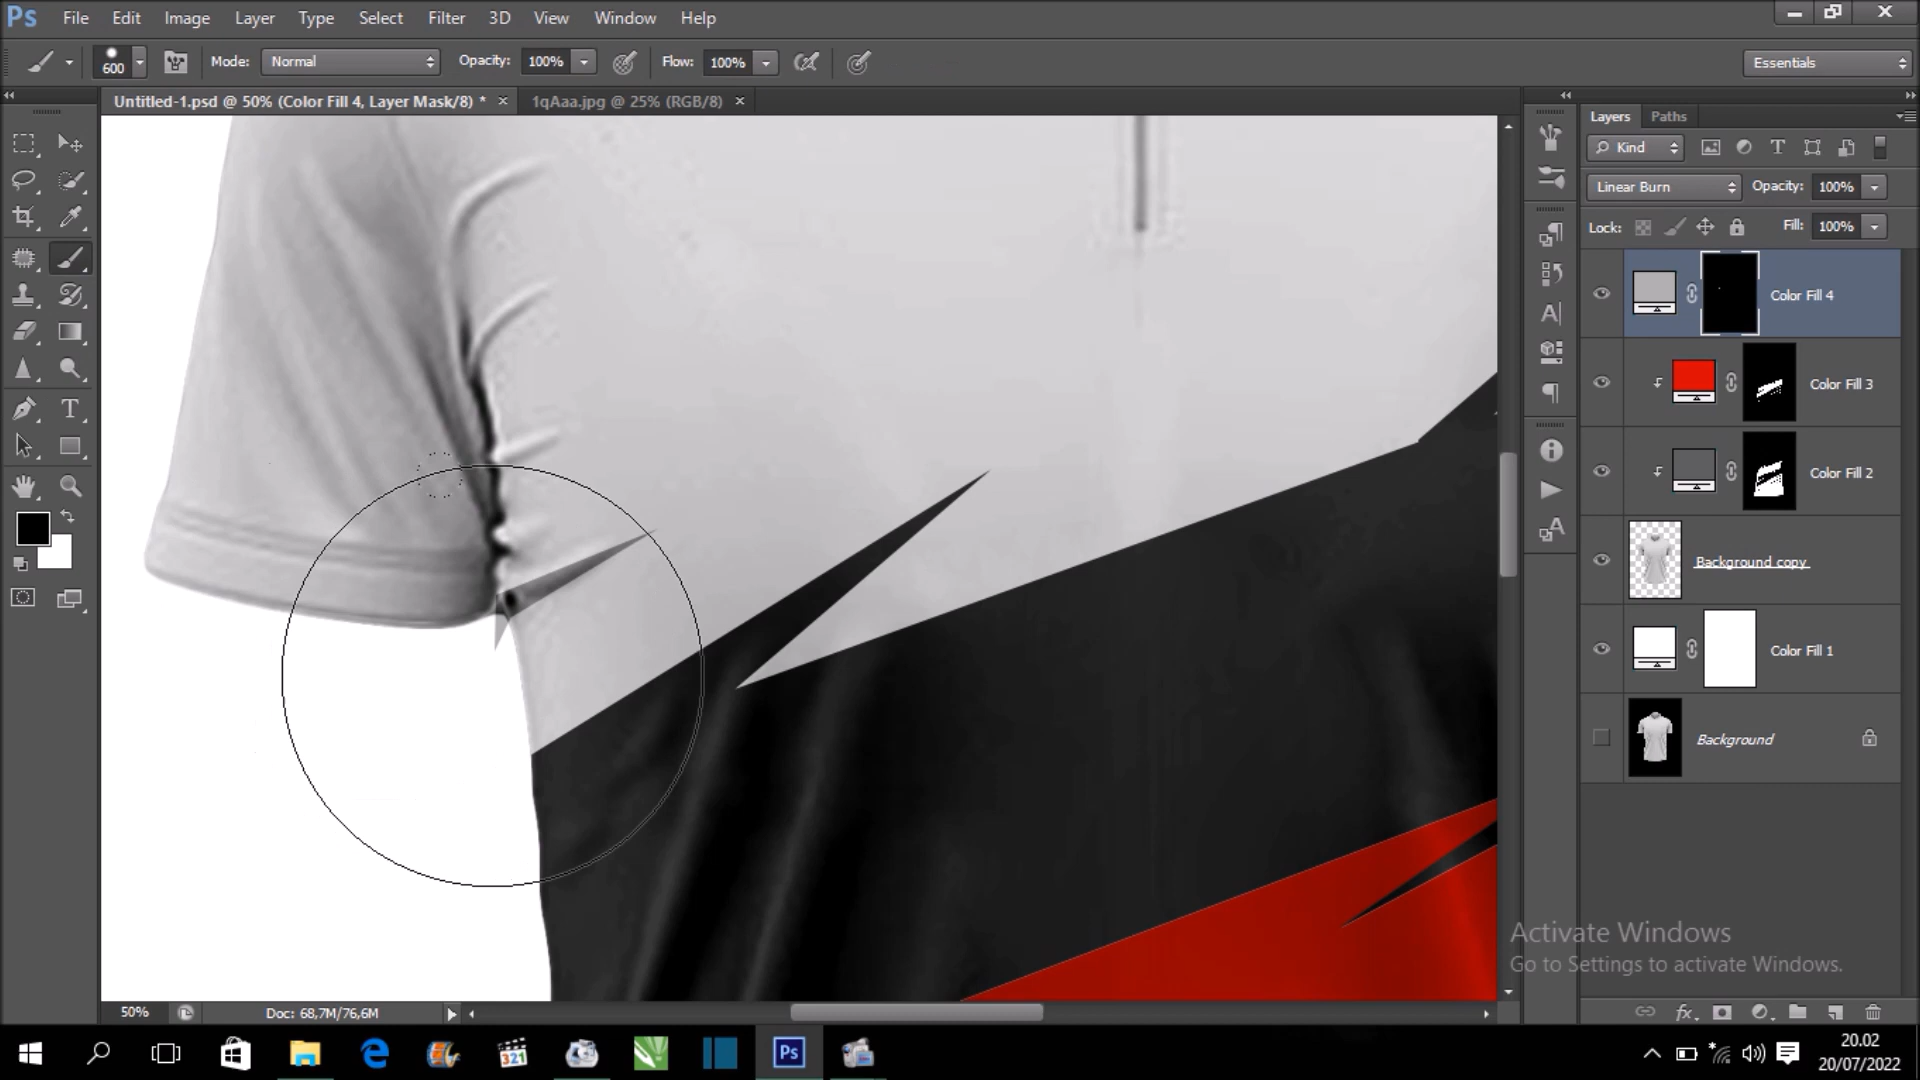 Ps File Edit Image Layer Type Select Filter 3D View Window Help
600 Mode: Normal Opacity: 100% Flow: 100% Essentials
Untitled-1.psd @ 50% (Color Fill 4, Layer Mask/8) * × 1qAaa.jpg @ 25% (RGB/8) ×
Layers Paths
Kind
Linear Burn Opacity: 100%
Lock: Fill: 100%
Color Fill 4
Color Fill 3
Color Fill 2
Background copy
Color Fill 1
Background
Activate Windows
Go to Settings to activate Windows.
50% Doc: 68,7M/76,6M
321
Ps
20.02
20/07/2022